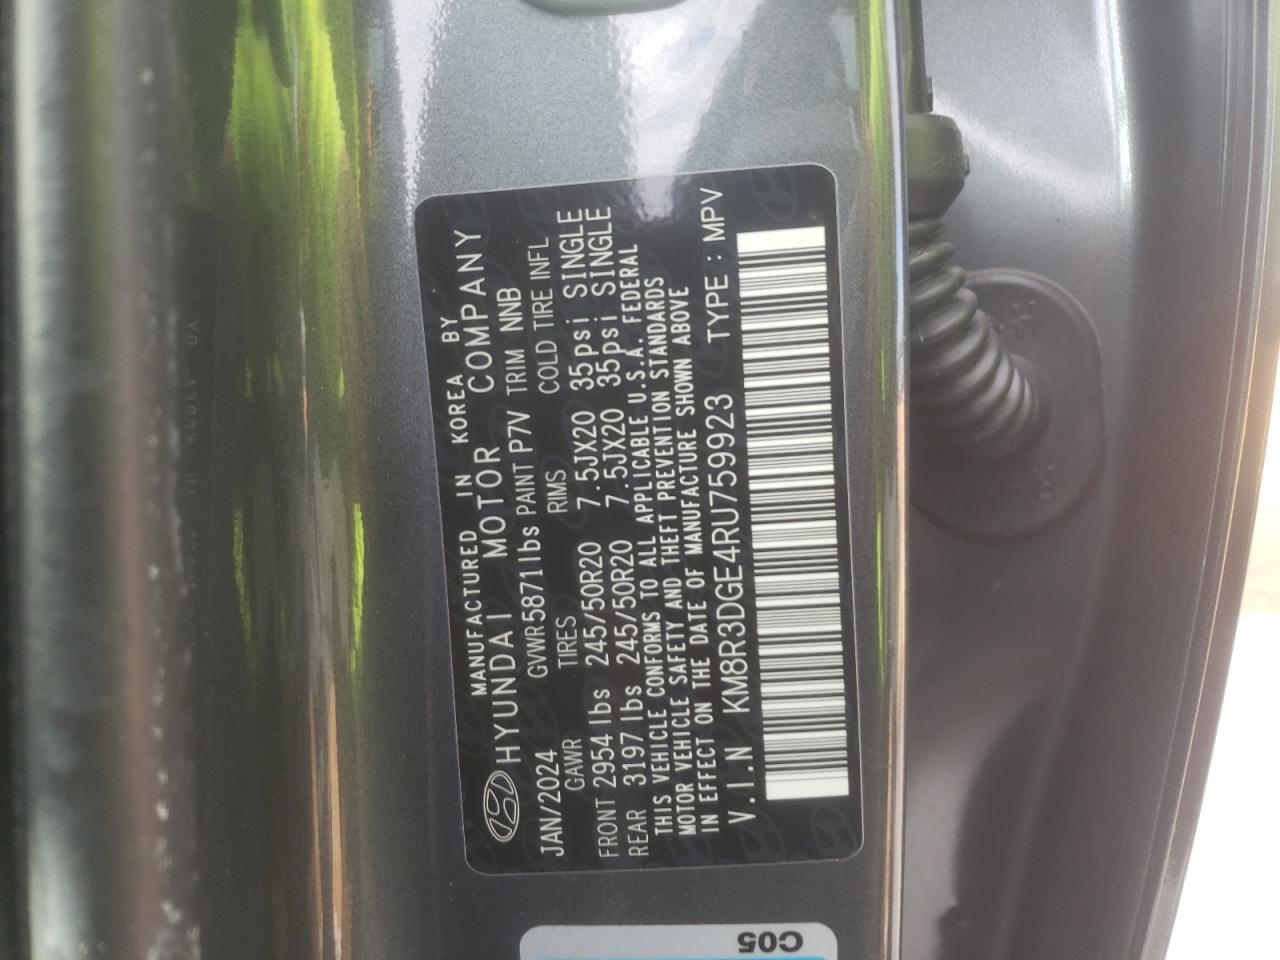 MANUFACTURED IN KOREA BY
HYUNDAI MOTOR COMPANY
JAN/2024 GVWR 5871lbs PAINT P7V TRIM NNB
GAWR TIRES RIMS COLD TIRE INFL
FRONT 2954 lbs 245/50R20 7.5JX20 35psi SINGLE
REAR 3197 lbs 245/50R20 7.5JX20 35psi SINGLE
THIS VEHICLE CONFORMS TO ALL APPLICABLE U.S.A. FEDERAL
MOTOR VEHICLE SAFETY AND THEFT PREVENTION STANDARDS
IN EFFECT ON THE DATE OF MANUFACTURE SHOWN ABOVE
V.I.N KM8R3DGE4RU759923 TYPE : MPV
C05